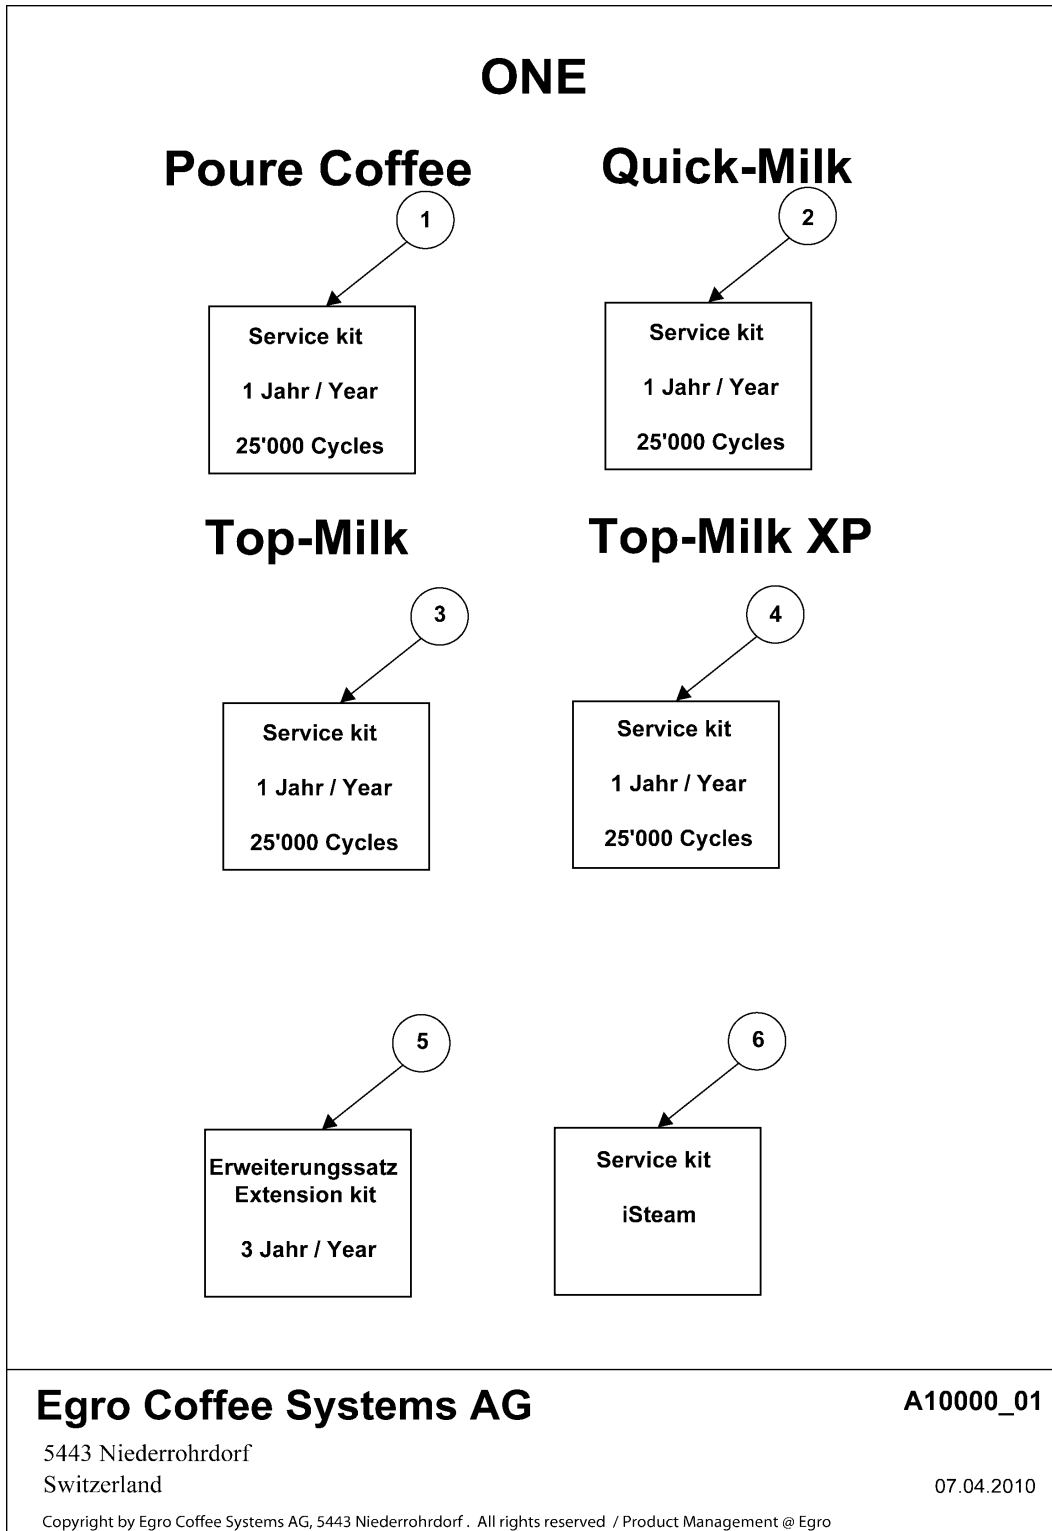 ONE
Poure Coffee
1
Service kit
1 Jahr / Year
25'000 Cycles
Quick-Milk
2
Service kit
1 Jahr / Year
25'000 Cycles
Top-Milk
3
Service kit
1 Jahr / Year
25'000 Cycles
Top-Milk XP
4
Service kit
1 Jahr / Year
25'000 Cycles
5
Erweiterungssatz
Extension kit
3 Jahr / Year
6
Service kit
iSteam
Egro Coffee Systems AG
A10000_01
5443 Niederrohrdorf
Switzerland
07.04.2010
Copyright by Egro Coffee Systems AG, 5443 Niederrohrdorf . All rights reserved / Product Management @ Egro